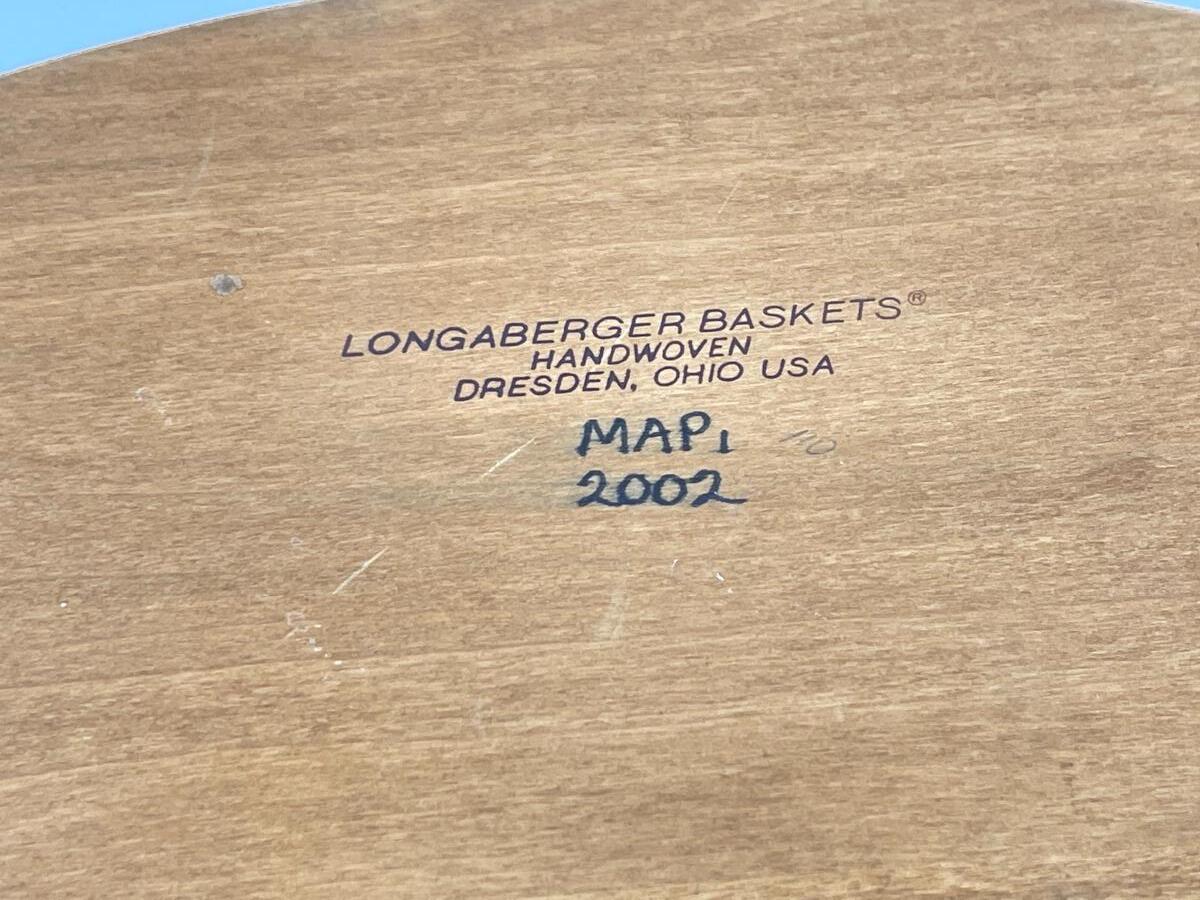 LONGABERGER BASKETS®
HANDWOVEN
DRESDEN, OHIO USA
MAP1
2002